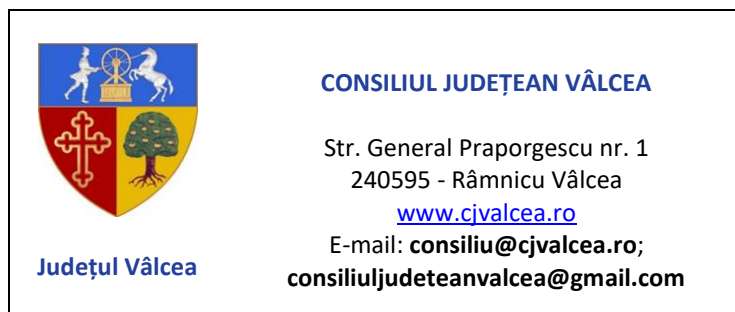 CONSILIUL JUDEȚEAN VÂLCEA
Str. General Praporgescu nr. 1
240595 - Râmnicu Vâlcea
www.cjvalcea.ro
E-mail: consiliu@cjvalcea.ro;
consiliuljudeteanvalcea@gmail.com
Județul Vâlcea